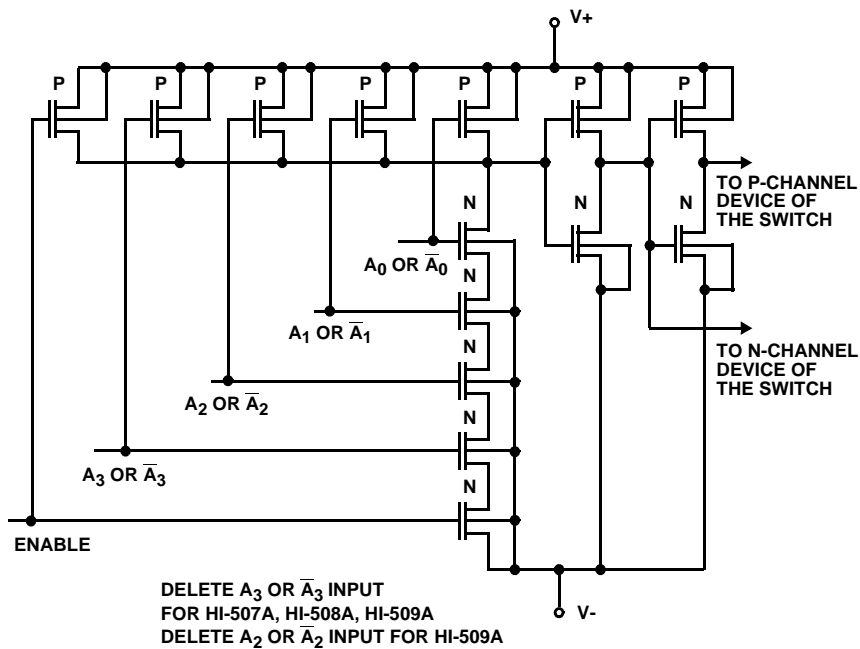 V+
P P P P P P P
TO P-CHANNEL
DEVICE OF
THE SWITCH
N N N
A0 OR A̅0
N
A1 OR A̅1
TO N-CHANNEL
DEVICE OF
THE SWITCH
N
A2 OR A̅2
N
A3 OR A̅3
N
ENABLE
DELETE A3 OR A̅3 INPUT
FOR HI-507A, HI-508A, HI-509A
DELETE A2 OR A̅2 INPUT FOR HI-509A
V-